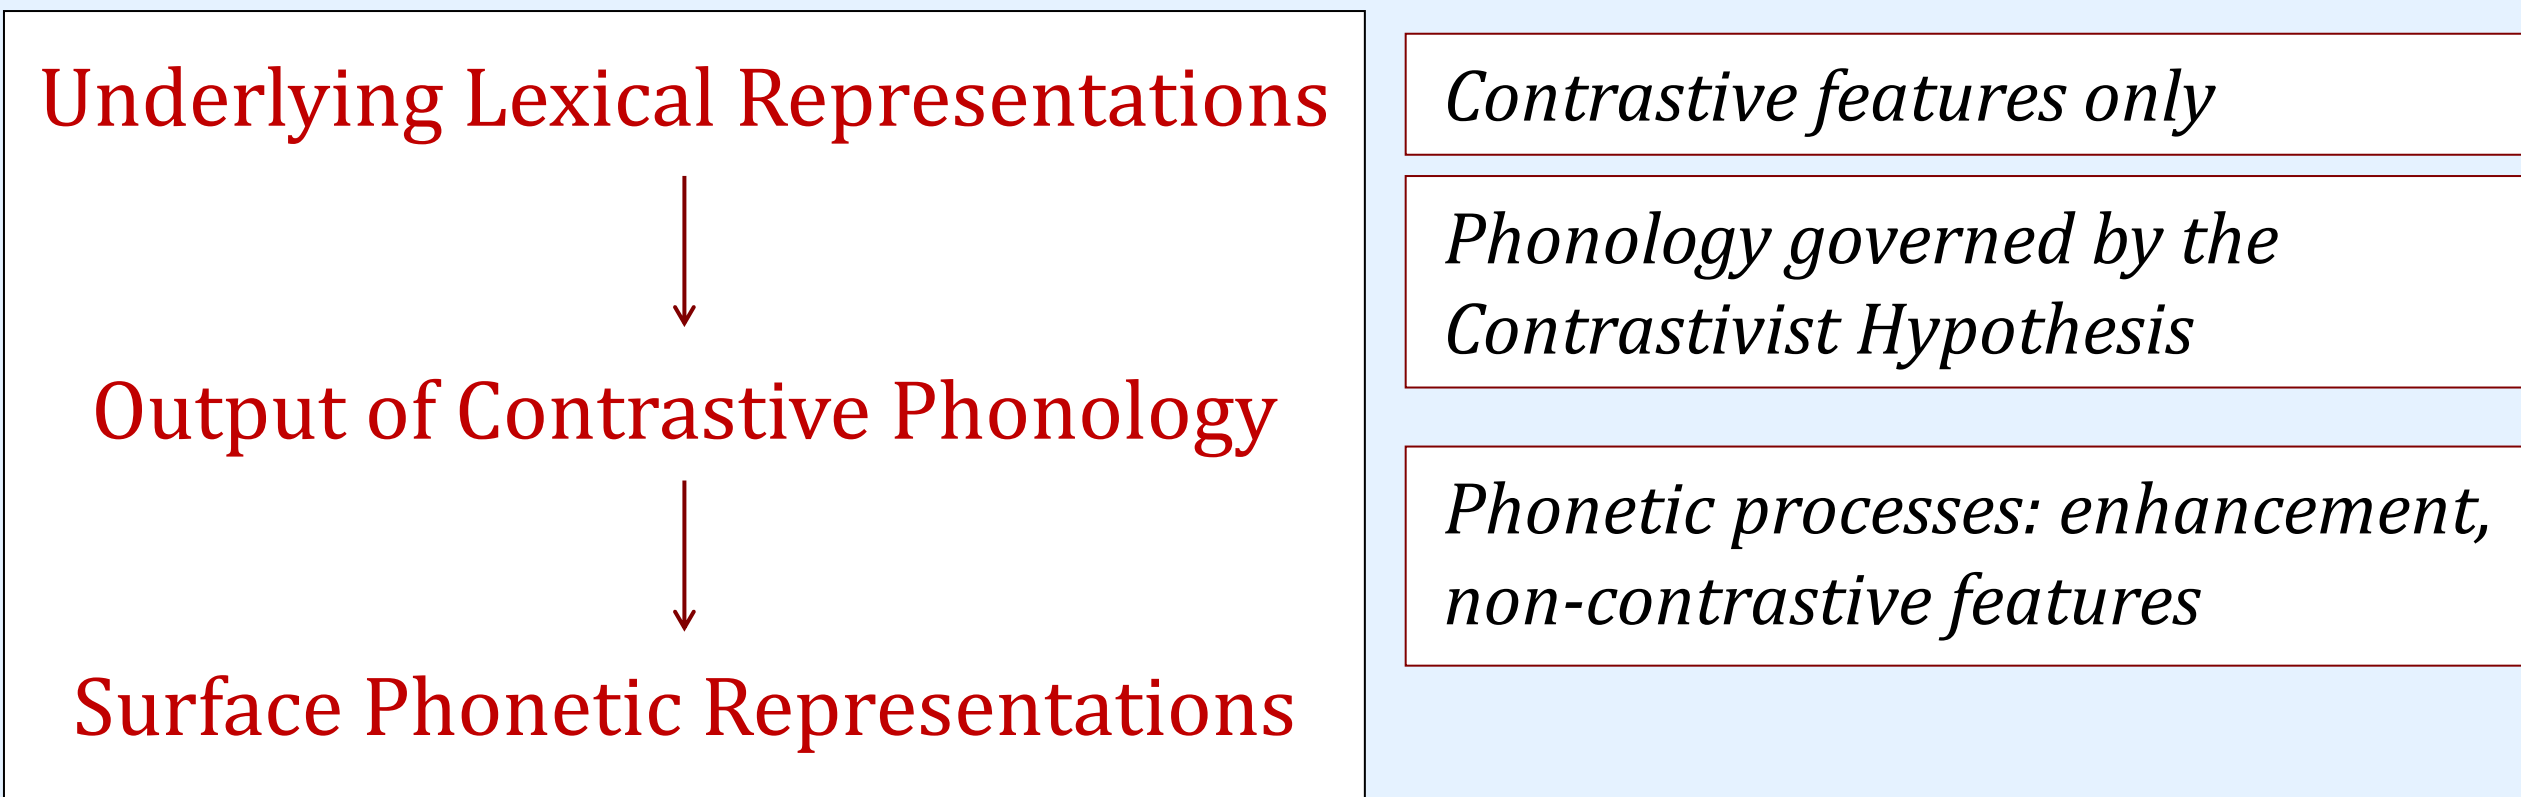 Underlying Lexical Representations
Contrastive features only
Phonology governed by the
Contrastivist Hypothesis
Output of Contrastive Phonology
Phonetic processes: enhancement,
non-contrastive features
Surface Phonetic Representations